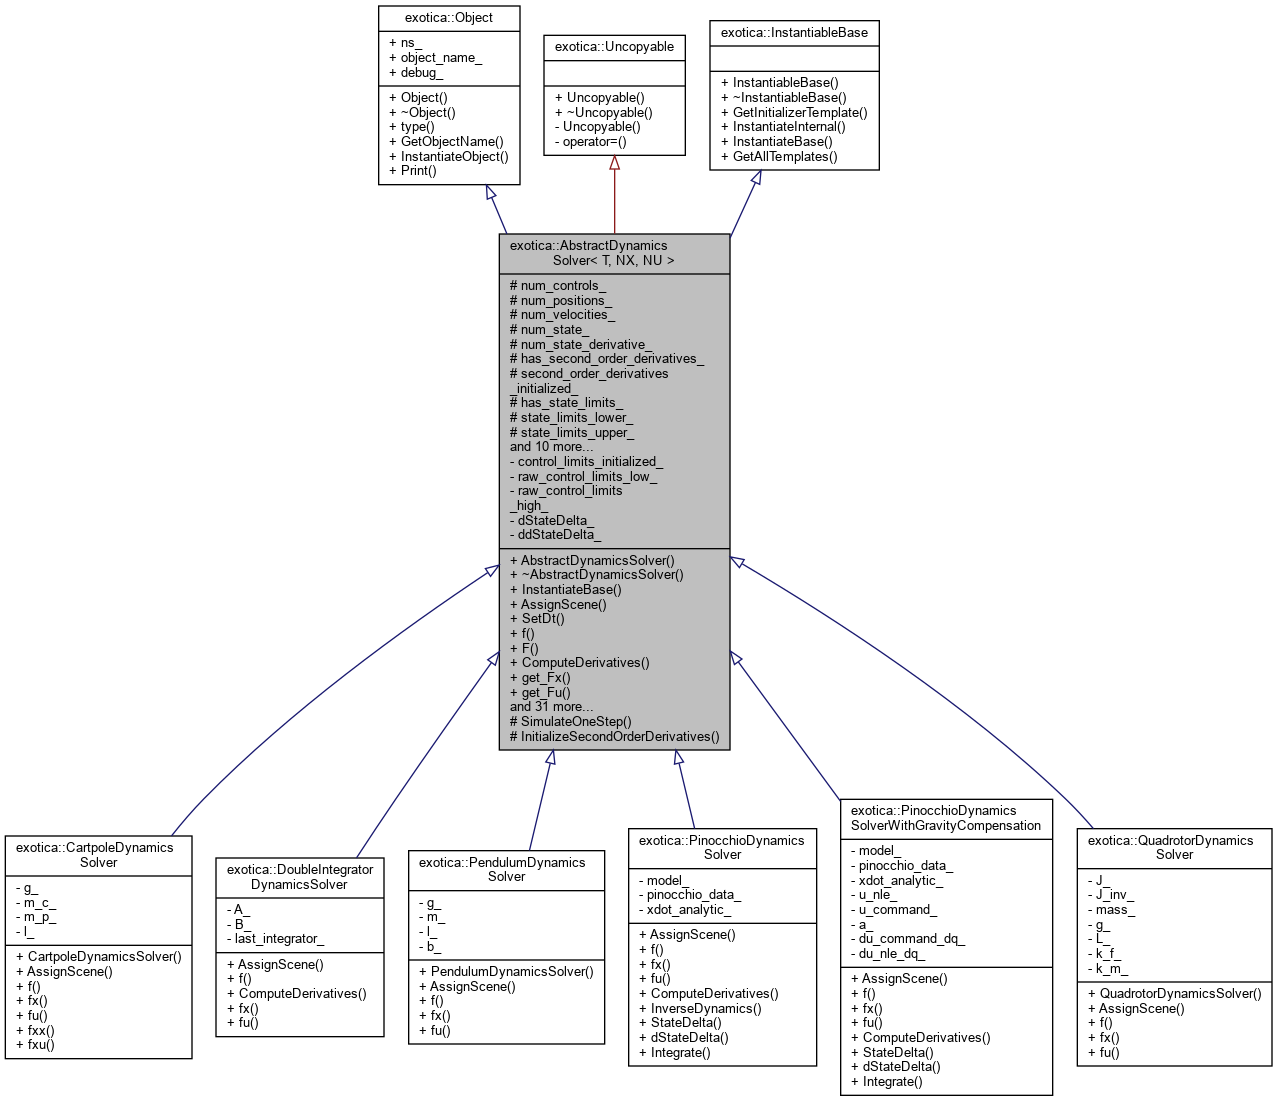 exotica::Object
+ ns_
+ object_name_
+ debug_
+ Object()
+ ~Object()
+ type()
+ GetObjectName()
+ InstantiateObject()
+ Print()
exotica::Uncopyable
+ Uncopyable()
+ ~Uncopyable()
- Uncopyable()
- operator=()
exotica::InstantiableBase
+ InstantiableBase()
+ ~InstantiableBase()
+ GetInitializerTemplate()
+ InstantiateInternal()
+ InstantiateBase()
+ GetAllTemplates()
exotica::AbstractDynamics
Solver< T, NX, NU >
# num_controls_
# num_positions_
# num_velocities_
# num_state_
# num_state_derivative_
# has_second_order_derivatives_
# second_order_derivatives
_initialized_
# has_state_limits_
# state_limits_lower_
# state_limits_upper_
and 10 more...
- control_limits_initialized_
- raw_control_limits_low_
- raw_control_limits
_high_
- dStateDelta_
- ddStateDelta_
+ AbstractDynamicsSolver()
+ ~AbstractDynamicsSolver()
+ InstantiateBase()
+ AssignScene()
+ SetDt()
+ f()
+ F()
+ ComputeDerivatives()
+ get_Fx()
+ get_Fu()
and 31 more...
# SimulateOneStep()
# InitializeSecondOrderDerivatives()
exotica::CartpoleDynamics
Solver
- g_
- m_c_
- m_p_
- l_
+ CartpoleDynamicsSolver()
+ AssignScene()
+ f()
+ fx()
+ fu()
+ fxx()
+ fxu()
exotica::DoubleIntegrator
DynamicsSolver
- A_
- B_
- last_integrator_
+ AssignScene()
+ f()
+ ComputeDerivatives()
+ fx()
+ fu()
exotica::PendulumDynamics
Solver
- g_
- m_
- l_
- b_
+ PendulumDynamicsSolver()
+ AssignScene()
+ f()
+ fx()
+ fu()
exotica::PinocchioDynamics
Solver
- model_
- pinocchio_data_
- xdot_analytic_
+ AssignScene()
+ f()
+ fx()
+ fu()
+ ComputeDerivatives()
+ InverseDynamics()
+ StateDelta()
+ dStateDelta()
+ Integrate()
exotica::PinocchioDynamics
SolverWithGravityCompensation
- model_
- pinocchio_data_
- xdot_analytic_
- u_nle_
- u_command_
- a_
- du_command_dq_
- du_nle_dq_
+ AssignScene()
+ f()
+ fx()
+ fu()
+ ComputeDerivatives()
+ StateDelta()
+ dStateDelta()
+ Integrate()
exotica::QuadrotorDynamics
Solver
- J_
- J_inv_
- mass_
- g_
- L_
- k_f_
- k_m_
+ QuadrotorDynamicsSolver()
+ AssignScene()
+ f()
+ fx()
+ fu()